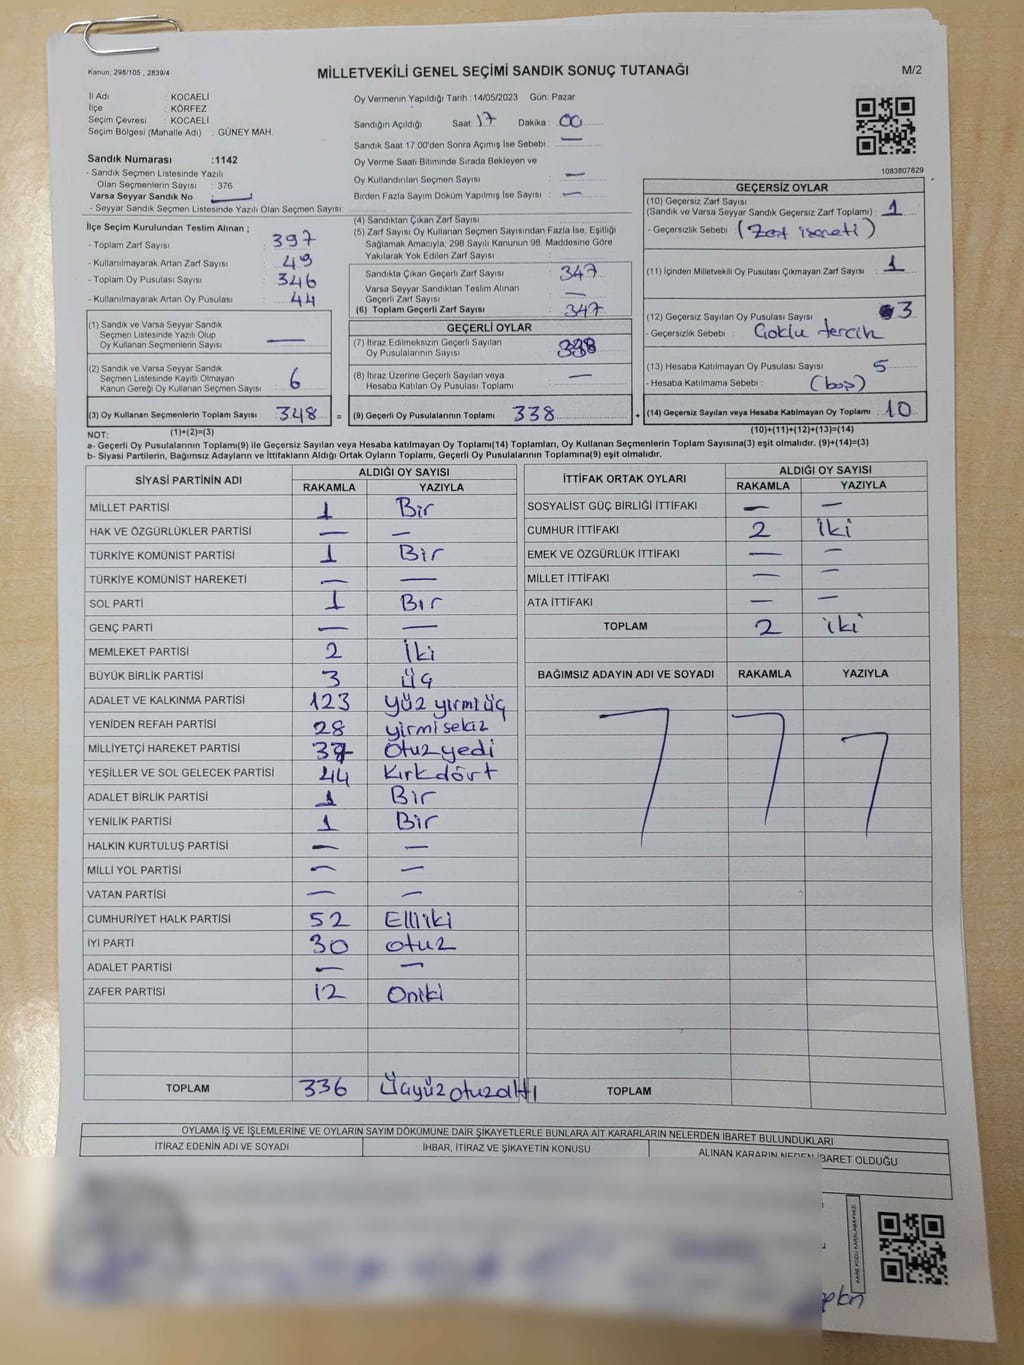 Kanun; 298/105 , 2839/4
MİLLETVEKİLİ GENEL SEÇİMİ SANDIK SONUÇ TUTANAĞI
M/2
İl Adı : KOCAELİ
İlçe : KÖRFEZ
Seçim Çevresi : KOCAELİ
Seçim Bölgesi (Mahalle Adı) : GÜNEY MAH.
Sandık Numarası :1142
- Sandık Seçmen Listesinde Yazılı
Olan Seçmenlerin Sayısı : 376
Varsa Seyyar Sandık No
- Seyyar Sandık Seçmen Listesinde Yazılı Olan Seçmen Sayısı:
Oy Vermenin Yapıldığı Tarih :14/05/2023 Gün: Pazar
Sandığın Açıldığı Saat: 17 Dakika : 00
Sandık Saat 17:00'den Sonra Açılmış İse Sebebi : —
Oy Verme Saati Bitiminde Sırada Bekleyen ve
Oy Kullandırılan Seçmen Sayısı : —
Birden Fazla Sayım Döküm Yapılmış İse Sayısı : —
1083807829
İlçe Seçim Kurulundan Teslim Alınan ;
- Toplam Zarf Sayısı : 397
- Kullanılmayarak Artan Zarf Sayısı : 49
- Toplam Oy Pusulası : 346
- Kullanılmayarak Artan Oy Pusulası : 44
(1) Sandık ve Varsa Seyyar Sandık
Seçmen Listesinde Yazılı Olup
Oy Kullanan Seçmenlerin Sayısı : —
(2) Sandık ve Varsa Seyyar Sandık
Seçmen Listesinde Kayıtlı Olmayan
Kanun Gereği Oy Kullanan Seçmen Sayısı : 6
(3) Oy Kullanan Seçmenlerin Toplam Sayısı : 348 =
(4) Sandıktan Çıkan Zarf Sayısı :
(5) Zarf Sayısı Oy Kullanan Seçmen Sayısından Fazla İse, Eşitliği
Sağlamak Amacıyla, 298 Sayılı Kanunun 98. Maddesine Göre
Yakılarak Yok Edilen Zarf Sayısı :
Sandıkta Çıkan Geçerli Zarf Sayısı : 347
Varsa Seyyar Sandıktan Teslim Alınan
Geçerli Zarf Sayısı : —
(6) Toplam Geçerli Zarf Sayısı : 347
GEÇERLİ OYLAR
(7) İtiraz Edilmeksizin Geçerli Sayılan
Oy Pusulalarının Sayısı : 338
(8) İtiraz Üzerine Geçerli Sayılan veya
Hesaba Katılan Oy Pusulası Toplamı : —
(9) Geçerli Oy Pusulalarının Toplamı : 338 +
GEÇERSİZ OYLAR
(10) Geçersiz Zarf Sayısı
(Sandık ve Varsa Seyyar Sandık Geçersiz Zarf Toplamı) : 1
- Geçersizlik Sebebi : (Zarf işareti)
(11) İçinden Milletvekili Oy Pusulası Çıkmayan Zarf Sayısı : 1
(12) Geçersiz Sayılan Oy Pusulası Sayısı : 3
- Geçersizlik Sebebi : Çoklu tercih
(13) Hesaba Katılmayan Oy Pusulası Sayısı : 5
- Hesaba Katılmama Sebebi : (boş)
(14) Geçersiz Sayılan veya Hesaba Katılmayan Oy Toplamı : 10
NOT: (1)+(2)=(3) (10)+(11)+(12)+(13)=(14)
a- Geçerli Oy Pusulalarının Toplamı(9) ile Geçersiz Sayılan veya Hesaba katılmayan Oy Toplamı(14) Toplamları, Oy Kullanan Seçmenlerin Toplam Sayısına(3) eşit olmalıdır. (9)+(14)=(3)
b- Siyasi Partilerin, Bağımsız Adayların ve İttifakların Aldığı Ortak Oyların Toplamı, Geçerli Oy Pusulalarının Toplamına(9) eşit olmalıdır.
SİYASİ PARTİNİN ADI ALDIĞI OY SAYISI
RAKAMLA YAZIYLA
MİLLET PARTİSİ 1 Bir
HAK VE ÖZGÜRLÜKLER PARTİSİ — —
TÜRKİYE KOMÜNİST PARTİSİ 1 Bir
TÜRKİYE KOMÜNİST HAREKETİ — —
SOL PARTİ 1 Bir
GENÇ PARTİ — —
MEMLEKET PARTİSİ 2 İki
BÜYÜK BİRLİK PARTİSİ 3 Üç
ADALET VE KALKINMA PARTİSİ 123 yüz yirmi üç
YENİDEN REFAH PARTİSİ 28 yirmi sekiz
MİLLİYETÇİ HAREKET PARTİSİ 37 otuz yedi
YEŞİLLER VE SOL GELECEK PARTİSİ 44 Kırk dört
ADALET BİRLİK PARTİSİ 1 Bir
YENİLİK PARTİSİ 1 Bir
HALKIN KURTULUŞ PARTİSİ — —
MİLLİ YOL PARTİSİ — —
VATAN PARTİSİ — —
CUMHURİYET HALK PARTİSİ 52 Elliiki
İYİ PARTİ 30 otuz
ADALET PARTİSİ — —
ZAFER PARTİSİ 12 Oniki
TOPLAM 336 Üçyüz otuzaltı
İTTİFAK ORTAK OYLARI ALDIĞI OY SAYISI
RAKAMLA YAZIYLA
SOSYALİST GÜÇ BİRLİĞİ İTTİFAKI — —
CUMHUR İTTİFAKI 2 İki
EMEK VE ÖZGÜRLÜK İTTİFAKI — —
MİLLET İTTİFAKI — —
ATA İTTİFAKI — —
TOPLAM 2 iki
BAĞIMSIZ ADAYIN ADI VE SOYADI RAKAMLA YAZIYLA
TOPLAM
OYLAMA İŞ VE İŞLEMLERİNE VE OYLARIN SAYIM DÖKÜMÜNE DAİR ŞİKAYETLERLE BUNLARA AİT KARARLARIN NELERDEN İBARET BULUNDUKLARI
İTİRAZ EDENİN ADI VE SOYADI
İHBAR, İTİRAZ VE ŞİKAYETİN KONUSU
ALINAN KARARIN NEDEN İBARET OLDUĞU
KARE KODU KARALAMAYINIZ